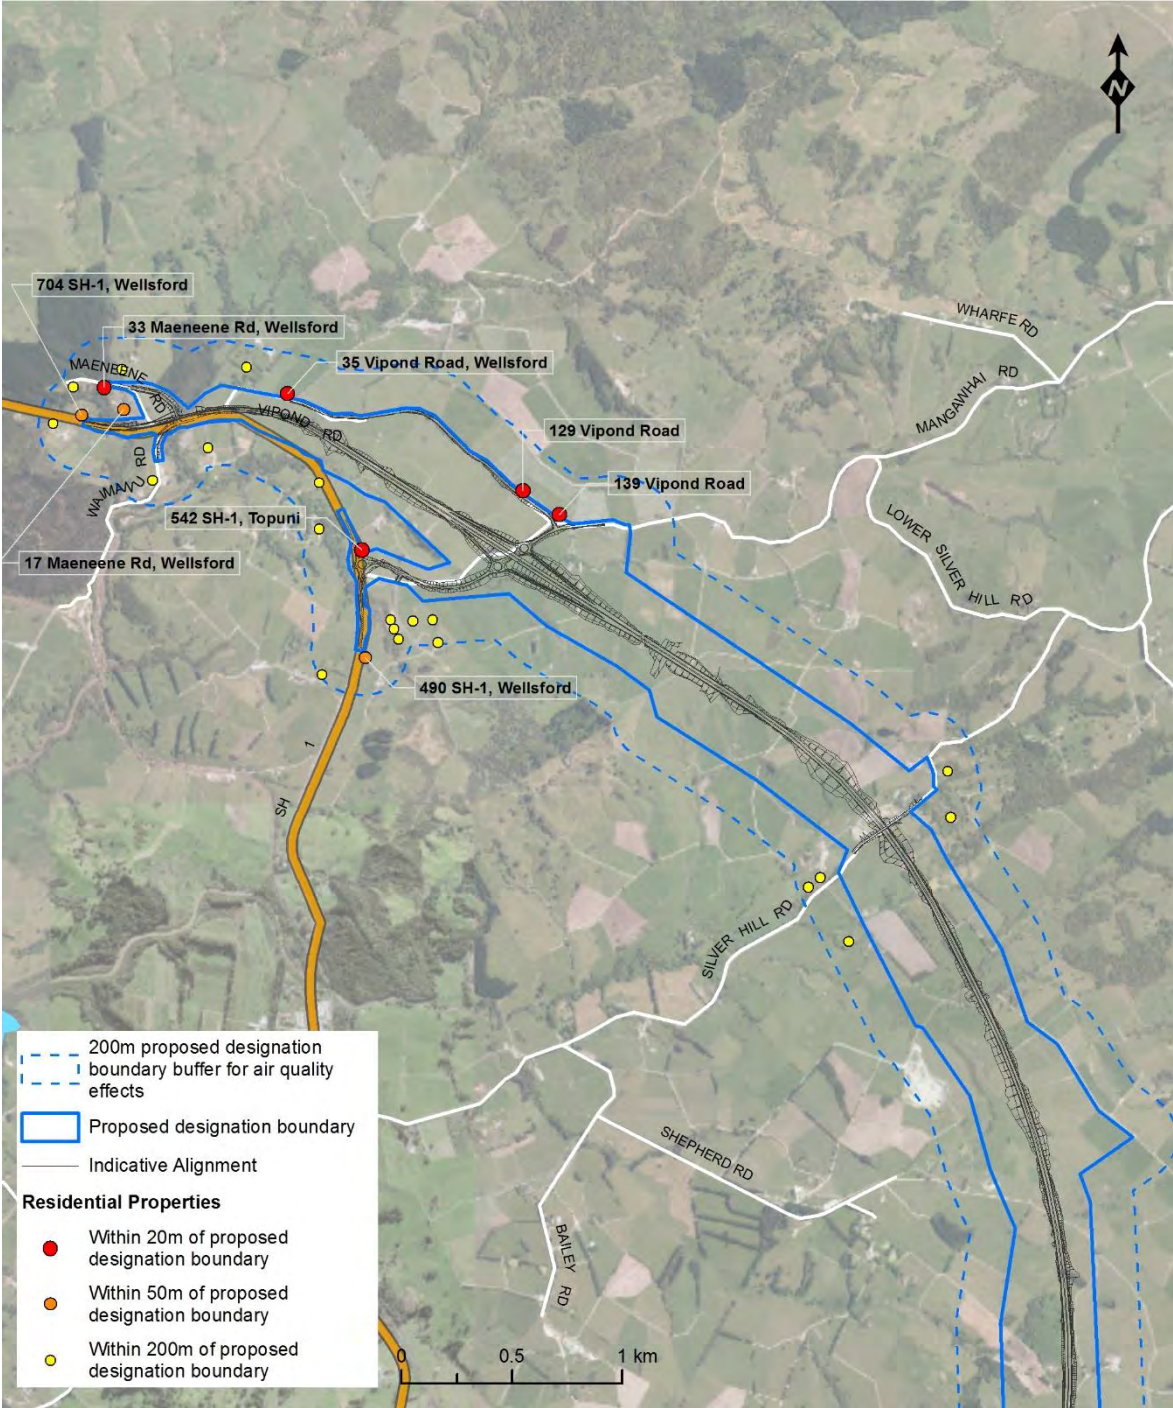 N
704 SH-1, Wellsford
33 Maeneene Rd, Wellsford
WHARFE RD
35 Vipond Road, Wellsford
MAENEENE RD
MANGAWHAI RD
VIPOND RD
129 Vipond Road
WAIMANU RD
139 Vipond Road
542 SH-1, Topuni
LOWER SILVER HILL RD
17 Maeneene Rd, Wellsford
490 SH-1, Wellsford
SH 1
SILVER HILL RD
SHEPHERD RD
BAILEY RD
200m proposed designation
boundary buffer for air quality
effects
Proposed designation boundary
Indicative Alignment
Residential Properties
Within 20m of proposed
designation boundary
Within 50m of proposed
designation boundary
Within 200m of proposed
designation boundary
0 0.5 1 km